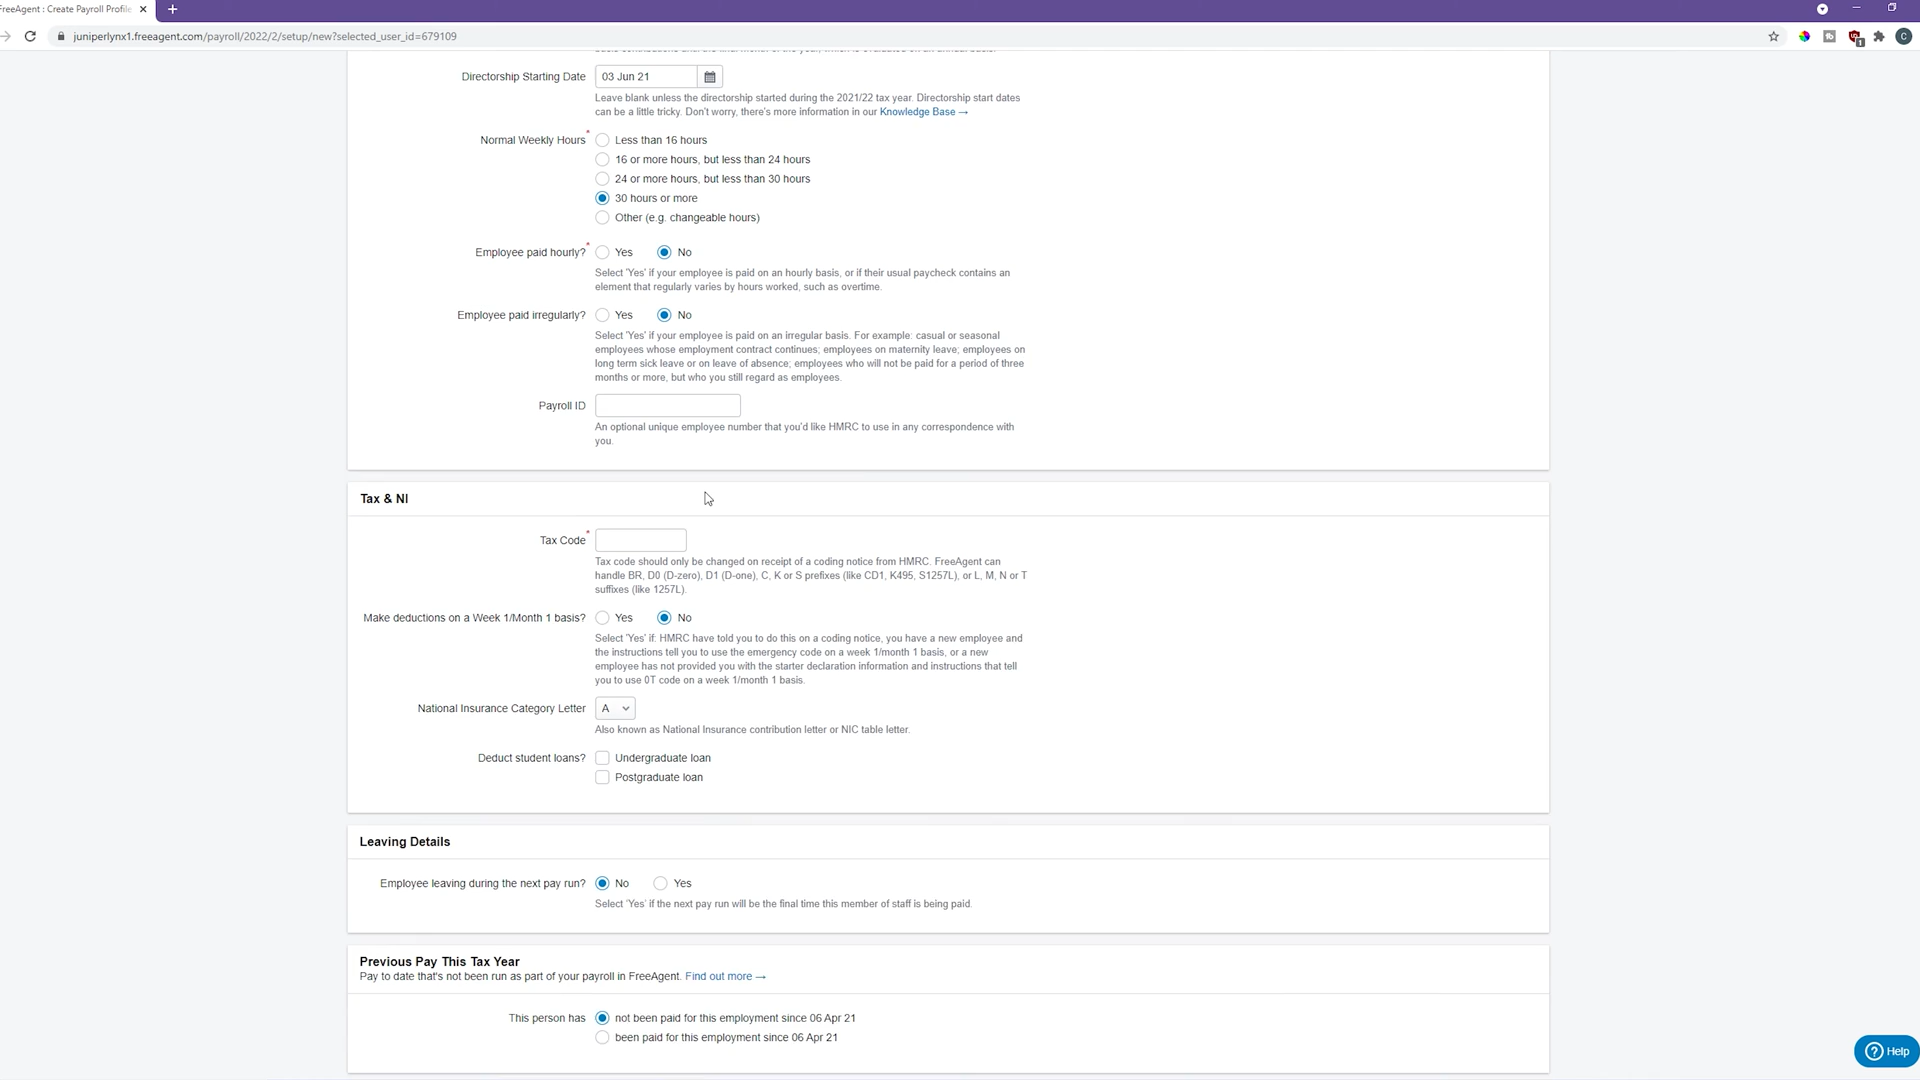 FreeAgent : Create Payroll Profile
juniperlynx1.freeagent.com/payroll/2022/2/setup/new?selected_user_id=679109
C
Directorship Starting Date
03 Jun 21
Leave blank unless the directorship started during the 2021/22 tax year. Directorship start dates
can be a little tricky. Don't worry, there's more information in our Knowledge Base →
Normal Weekly Hours*
Less than 16 hours
16 or more hours, but less than 24 hours
24 or more hours, but less than 30 hours
30 hours or more
Other (e.g. changeable hours)
Employee paid hourly?*
Yes
No
Select 'Yes' if your employee is paid on an hourly basis, or if their usual paycheck contains an
element that regularly varies by hours worked, such as overtime.
Employee paid irregularly?
Yes
No
Select 'Yes' if your employee is paid on an irregular basis. For example: casual or seasonal
employees whose employment contract continues; employees on maternity leave; employees on
long term sick leave or on leave of absence; employees who will not be paid for a period of three
months or more, but who you still regard as employees.
Payroll ID
An optional unique employee number that you'd like HMRC to use in any correspondence with
you.
Tax & NI
Tax Code*
Tax code should only be changed on receipt of a coding notice from HMRC. FreeAgent can
handle BR, D0 (D-zero), D1 (D-one), C, K or S prefixes (like CD1, K495, S1257L), or L, M, N or T
suffixes (like 1257L).
Make deductions on a Week 1/Month 1 basis?
Yes
No
Select 'Yes' if: HMRC have told you to do this on a coding notice, you have a new employee and
the instructions tell you to use the emergency code on a week 1/month 1 basis, or a new
employee has not provided you with the starter declaration information and instructions that tell
you to use 0T code on a week 1/month 1 basis.
National Insurance Category Letter
A
Also known as National Insurance contribution letter or NIC table letter.
Deduct student loans?
Undergraduate loan
Postgraduate loan
Leaving Details
Employee leaving during the next pay run?
No
Yes
Select 'Yes' if the next pay run will be the final time this member of staff is being paid.
Previous Pay This Tax Year
Pay to date that's not been run as part of your payroll in FreeAgent. Find out more →
This person has
not been paid for this employment since 06 Apr 21
been paid for this employment since 06 Apr 21
Help